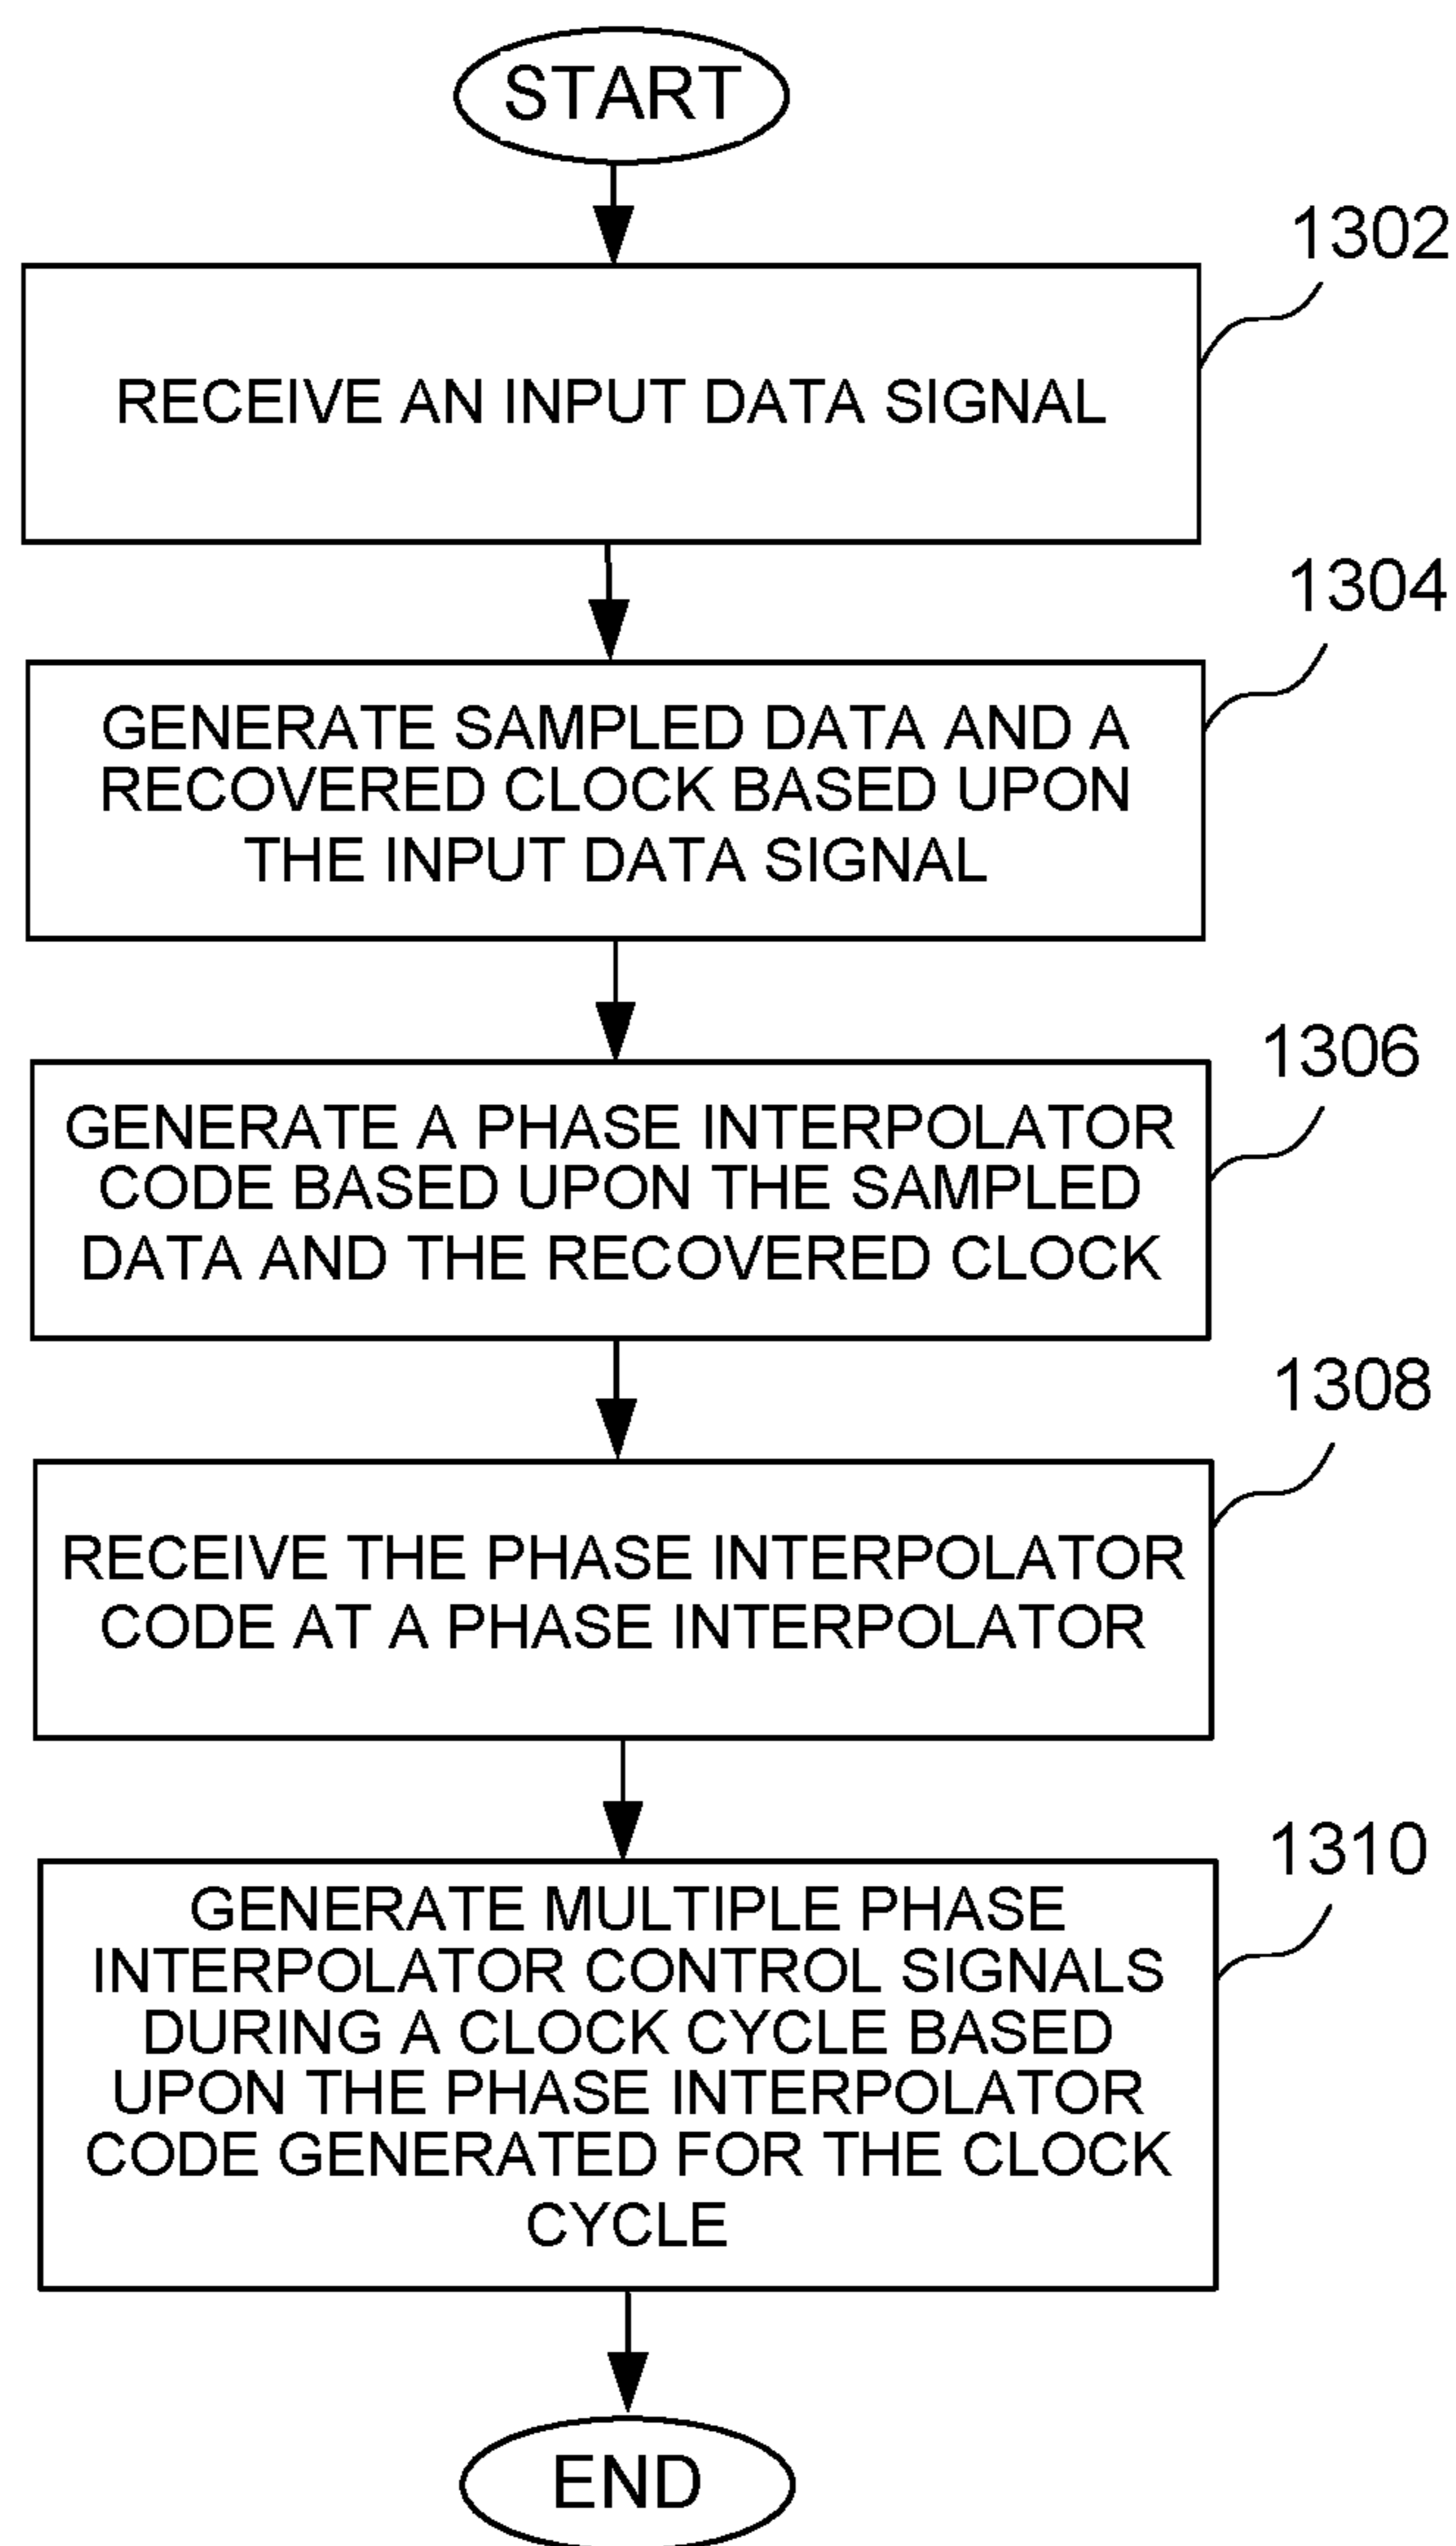 START
1302
RECEIVE AN INPUT DATA SIGNAL
1304
GENERATE SAMPLED DATA AND A
RECOVERED CLOCK BASED UPON
THE INPUT DATA SIGNAL
1306
GENERATE A PHASE INTERPOLATOR
CODE BASED UPON THE SAMPLED
DATA AND THE RECOVERED CLOCK
1308
RECEIVE THE PHASE INTERPOLATOR
CODE AT A PHASE INTERPOLATOR
1310
GENERATE MULTIPLE PHASE
INTERPOLATOR CONTROL SIGNALS
DURING A CLOCK CYCLE BASED
UPON THE PHASE INTERPOLATOR
CODE GENERATED FOR THE CLOCK
CYCLE
END